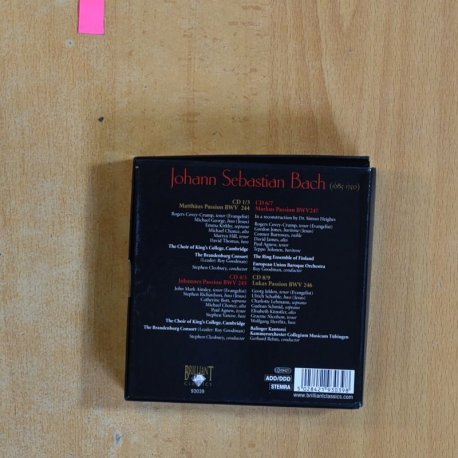 Johann Sebastian Bach (1685-1750)
CD 1/3
Matthäus Passion BWV 244
Rogers Covey-Crump, tenor (Evangelist)
Michael George, bass (Jesus)
Emma Kirkby, soprano
Michael Chance, alto
Martyn Hill, tenor
David Thomas, bass
The Choir of King's College, Cambridge
The Brandenburg Consort
(Leader: Roy Goodman)
Stephen Cleobury, conductor
CD 4/5
Johannes Passion BWV 245
John Mark Ainsley, tenor (Evangelist)
Stephen Richardson, bass (Jesus)
Catherine Bott, soprano
Michael Chance, alto
Paul Agnew, tenor
Stephen Varcoe, bass
The Choir of King's College, Cambridge
The Brandenburg Consort (Leader: Roy Goodman)
Stephen Cleobury, conductor
CD 6/7
Markus Passion BWV 247
In a reconstruction by Dr. Simon Heighes
Rogers Covey-Crump, tenor (Evangelist)
Gordon Jones, baritone (Jesus)
Connor Burrowes, treble
David James, alto
Paul Agnew, tenor
Teppo Tolonen, baritone
The Ring Ensemble of Finland
European Union Baroque Orchestra
Roy Goodman, conductor
CD 8/9
Lukas Passion BWV 246
Georg Jelden, tenor (Evangelist)
Ulrich Schaible, bass (Jesus)
Charlotte Lehmann, soprano
Gudrun Schmid, soprano
Elisabeth Künstler, alto
Hermann, tenor
Wolfgang Hertlitz, bass
Balinger Kantorei
Kammerorchester Collegium Musicum Tübingen
Gerhard Rehm, conductor
BRILLIANT
CLASSICS
93039
ADD/DDD
STEMRA
5 028421 930398
www.brilliantclassics.com